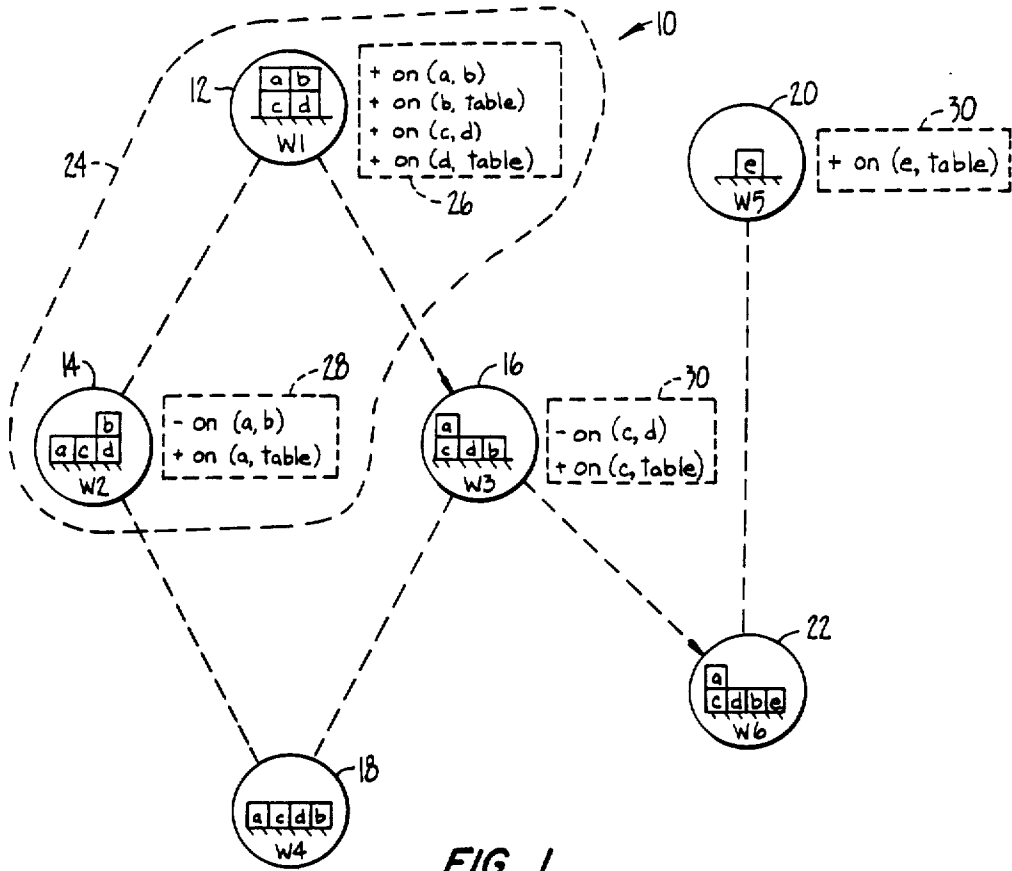 10
12
a b
c d
W1
+ on (a, b)
+ on (b, table)
+ on (c, d)
+ on (d, table)
26
24
20
e
W5
30
+ on (e, table)
14
b
a c d
W2
28
- on (a, b)
+ on (a, table)
16
a
c d b
W3
30
- on (c, d)
+ on (c, table)
22
a
c d b e
W6
18
a c d b
W4
FIG. 1